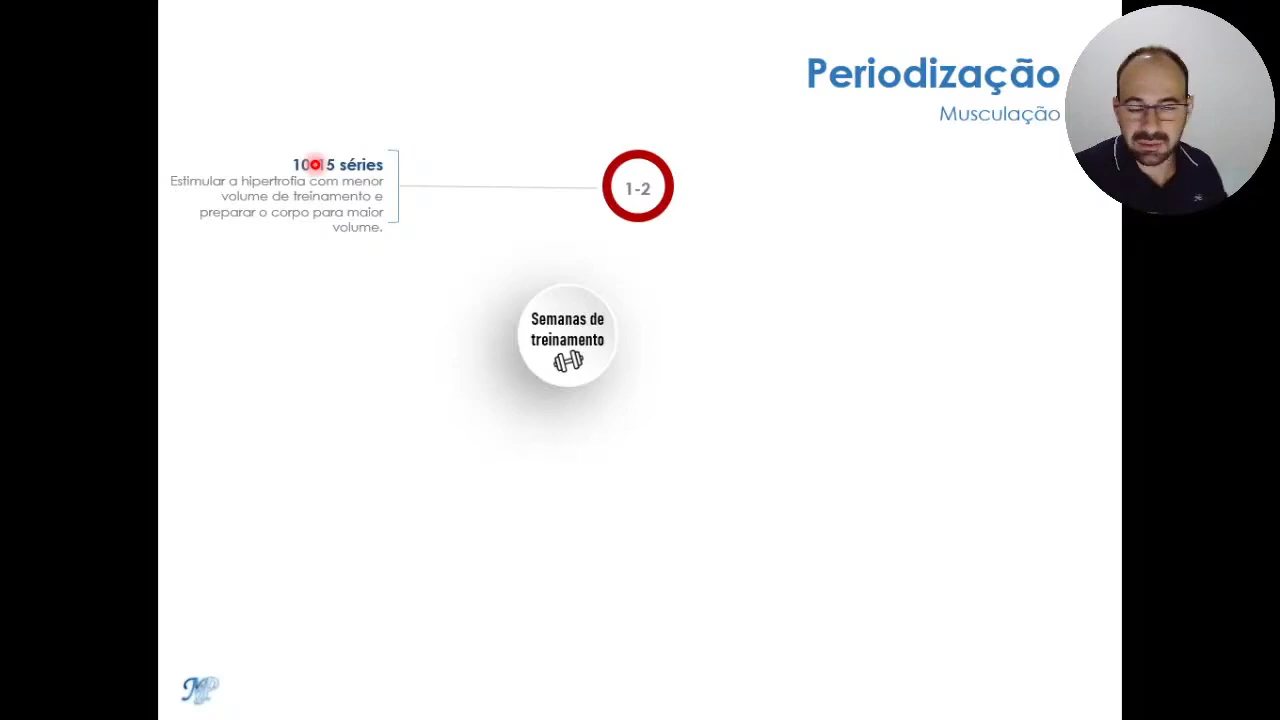 Periodização
Musculação
10-15 séries
Estimular a hipertrofia com menor
volume de treinamento e
preparar o corpo para maior
volume.
1-2
Semanas de
treinamento
MP